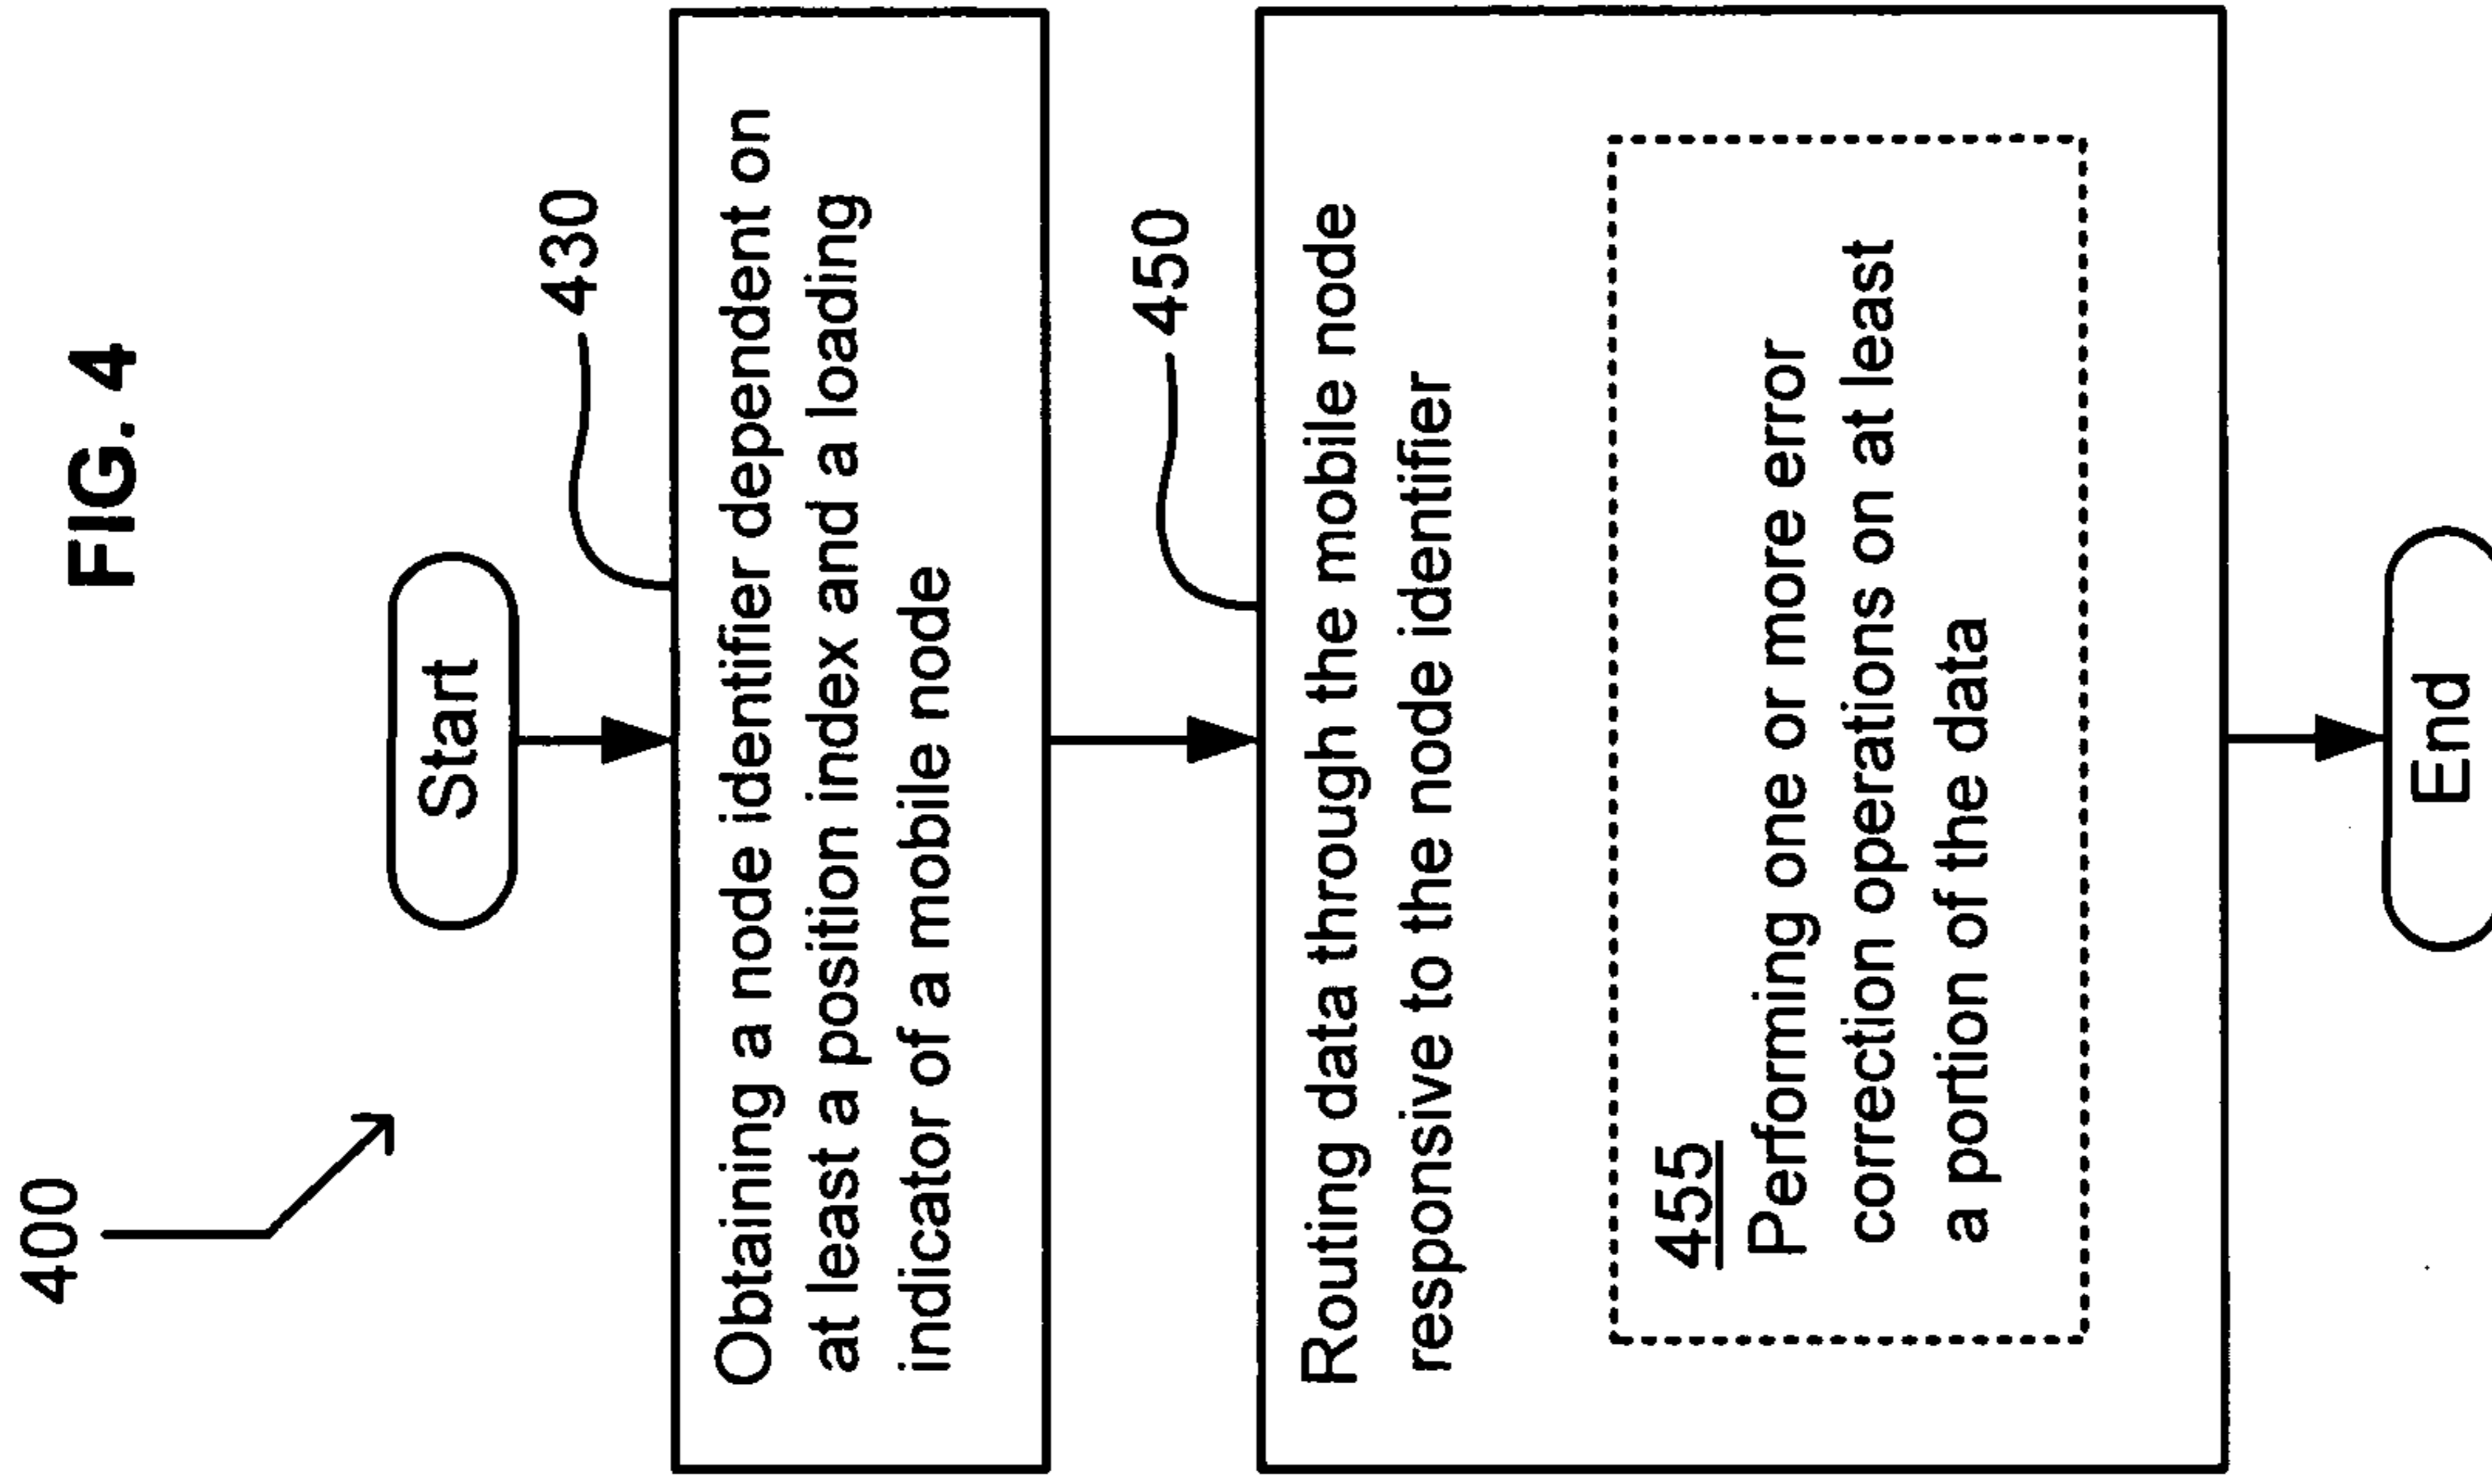 400
FIG. 4
Start
430
Obtaining a node identifier dependent on
at least a position index and a loading
indicator of a mobile node
450
Routing data through the mobile node
responsive to the node identifier
455
Performing one or more error
correction operations on at least
a portion of the data
End